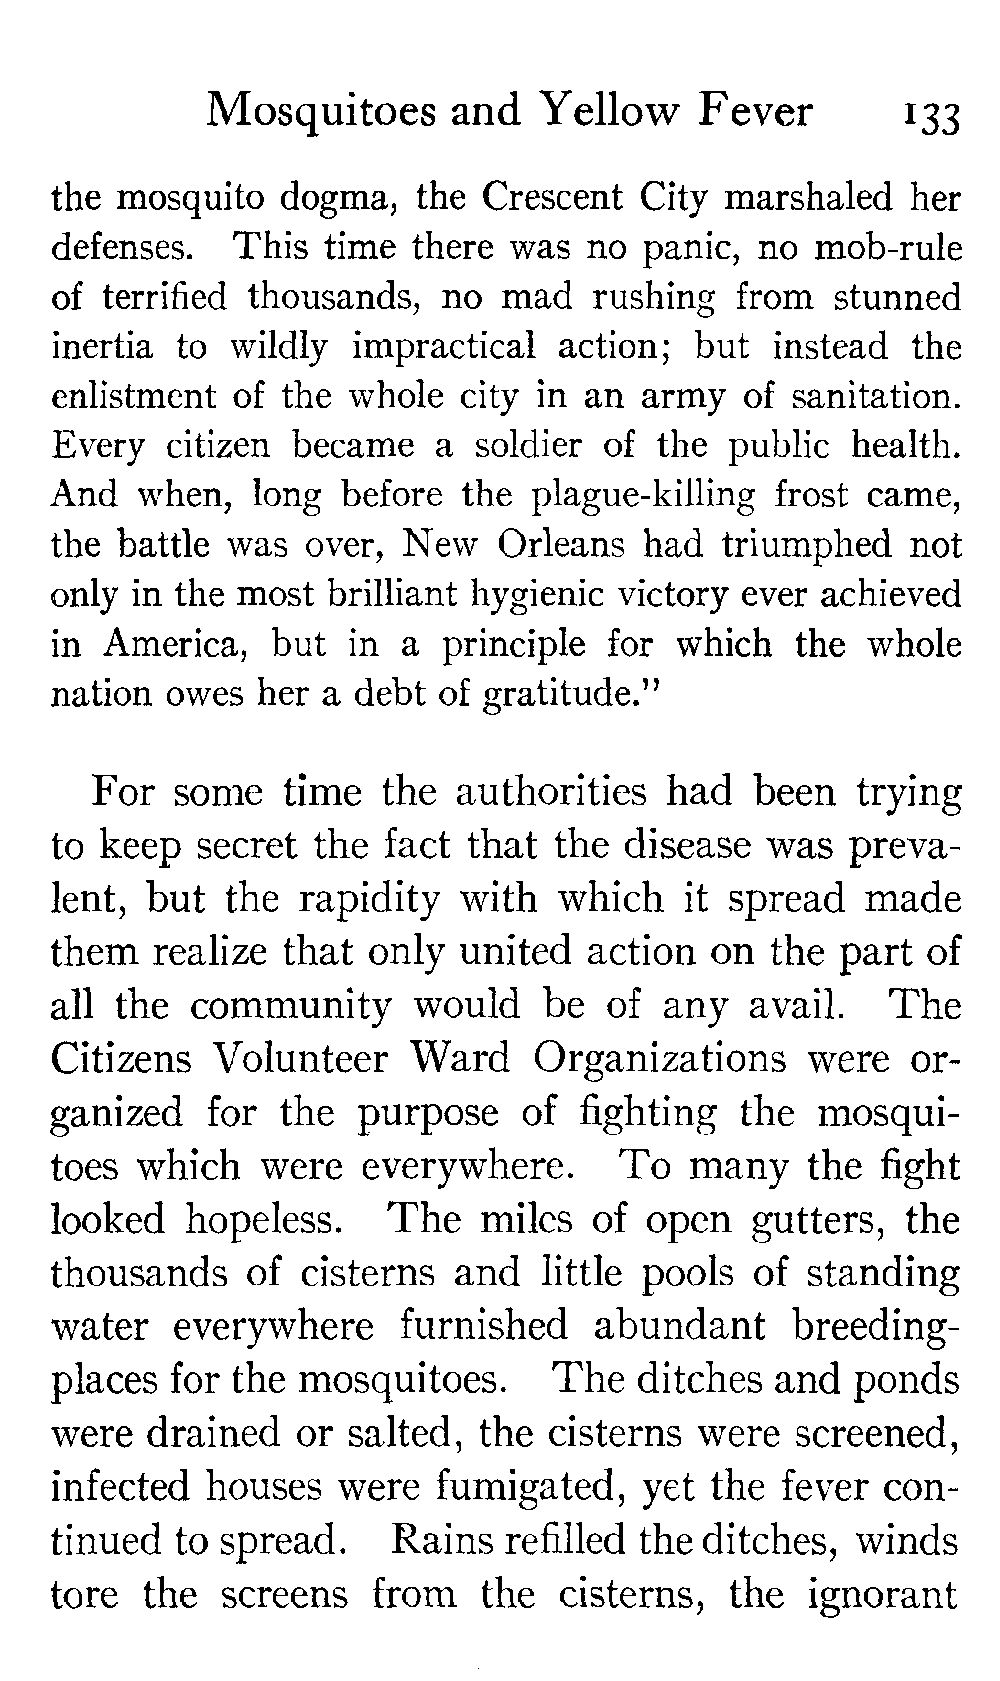 Mosquitoes and Yellow Fever 133
the mosquito dogma, the Crescent City marshaled her
defenses. This time there was no panic, no mob-rule
of terrified thousands, no mad rushing from stunned
inertia to wildly impractical action; but instead the
enlistment of the whole city in an army of sanitation.
Every citizen became a soldier of the public health.
And when, long before the plague-killing frost came,
the battle was over, New Orleans had triumphed not
only in the most brilliant hygienic victory ever achieved
in America, but in a principle for which the whole
nation owes her a debt of gratitude."
For some time the authorities had been trying
to keep secret the fact that the disease was preva-
lent, but the rapidity with which it spread made
them realize that only united action on the part of
all the community would be of any avail. The
Citizens Volunteer Ward Organizations were or-
ganized for the purpose of fighting the mosqui-
toes which were everywhere. To many the fight
looked hopeless. The miles of open gutters, the
thousands of cisterns and little pools of standing
water everywhere furnished abundant breeding-
places for the mosquitoes. The ditches and ponds
were drained or salted, the cisterns were screened,
infected houses were fumigated, yet the fever con-
tinued to spread. Rains refilled the ditches, winds
tore the screens from the cisterns, the ignorant